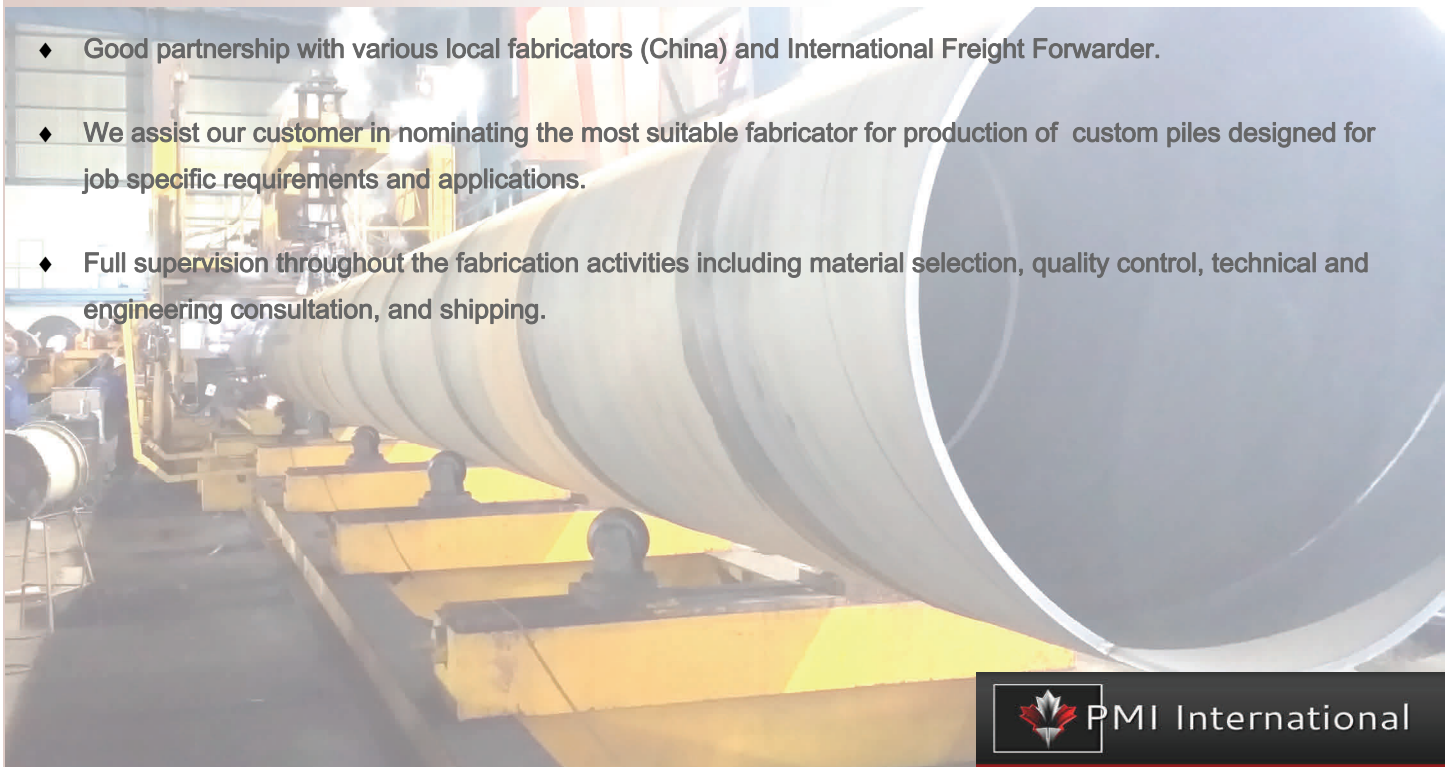 ♦ Good partnership with various local fabricators (China) and International Freight Forwarder.
♦ We assist our customer in nominating the most suitable fabricator for production of custom piles designed for
job specific requirements and applications.
♦ Full supervision throughout the fabrication activities including material selection, quality control, technical and
engineering consultation, and shipping.
PMI International